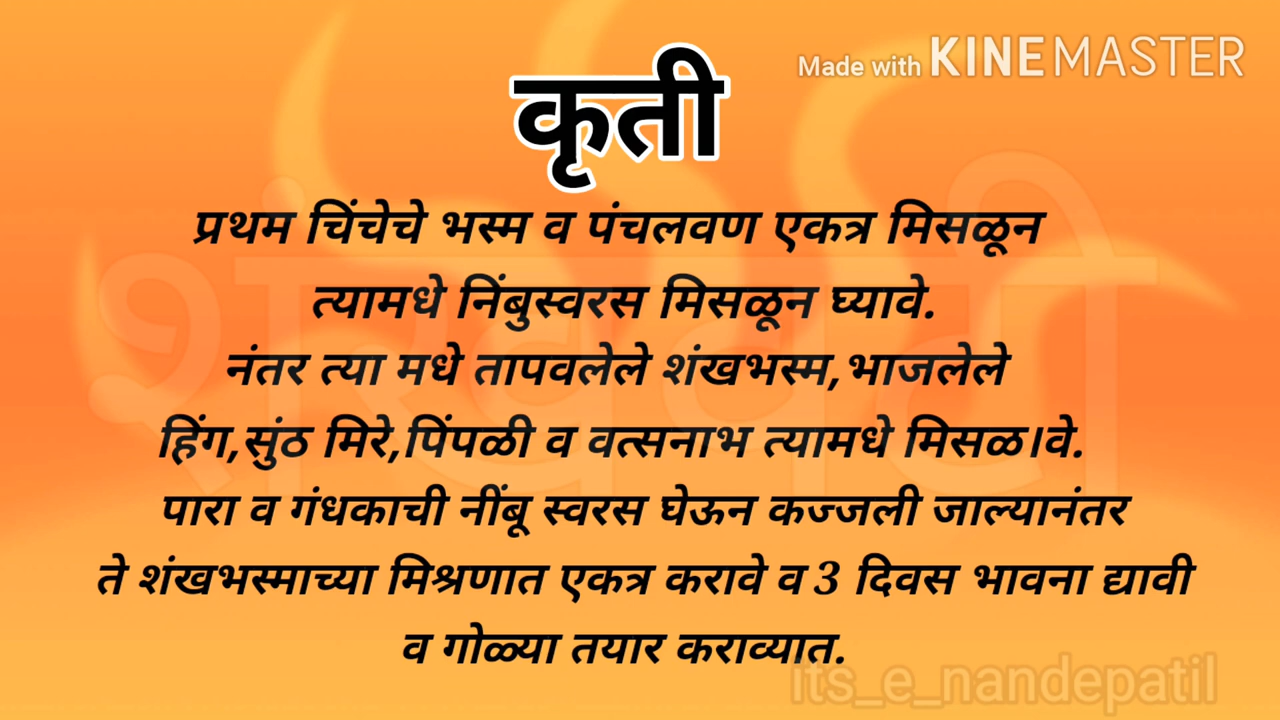 Made with KINEMASTER
कृती
प्रथम चिंचेचे भस्म व पंचलवण एकत्र मिसळून
त्यामधे निंबुस्वरस मिसळून घ्यावे.
नंतर त्या मधे तापवलेले शंखभस्म,भाजलेले
हिंग,सुंठ मिरे,पिंपळी व वत्सनाभ त्यामधे मिसळ।वे.
पारा व गंधकाची नींबू स्वरस घेऊन कज्जली जाल्यानंतर
ते शंखभस्माच्या मिश्रणात एकत्र करावे व 3 दिवस भावना द्यावी
व गोळ्या तयार कराव्यात.
शंखवटी
its_e_nandepatil